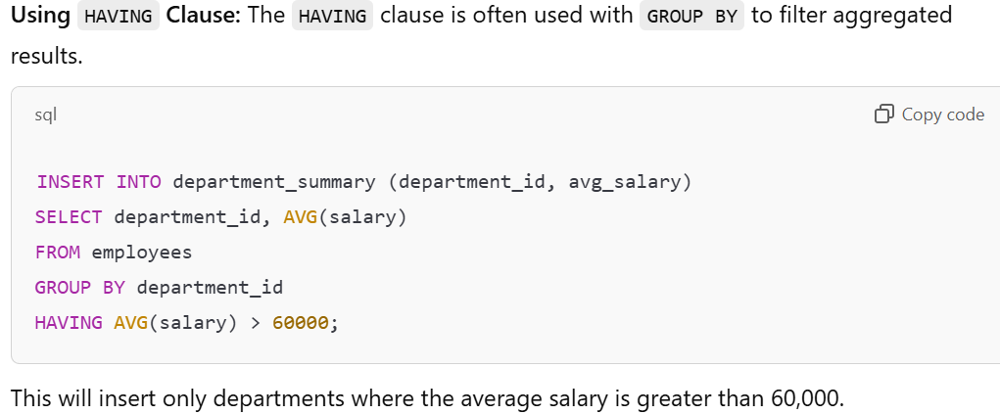 Using HAVING Clause: The HAVING clause is often used with GROUP BY to filter aggregated
results.
sql
Copy code
INSERT INTO department_summary (department_id, avg_salary)
SELECT department_id, AVG(salary)
FROM employees
GROUP BY department_id
HAVING AVG(salary) > 60000;
This will insert only departments where the average salary is greater than 60,000.